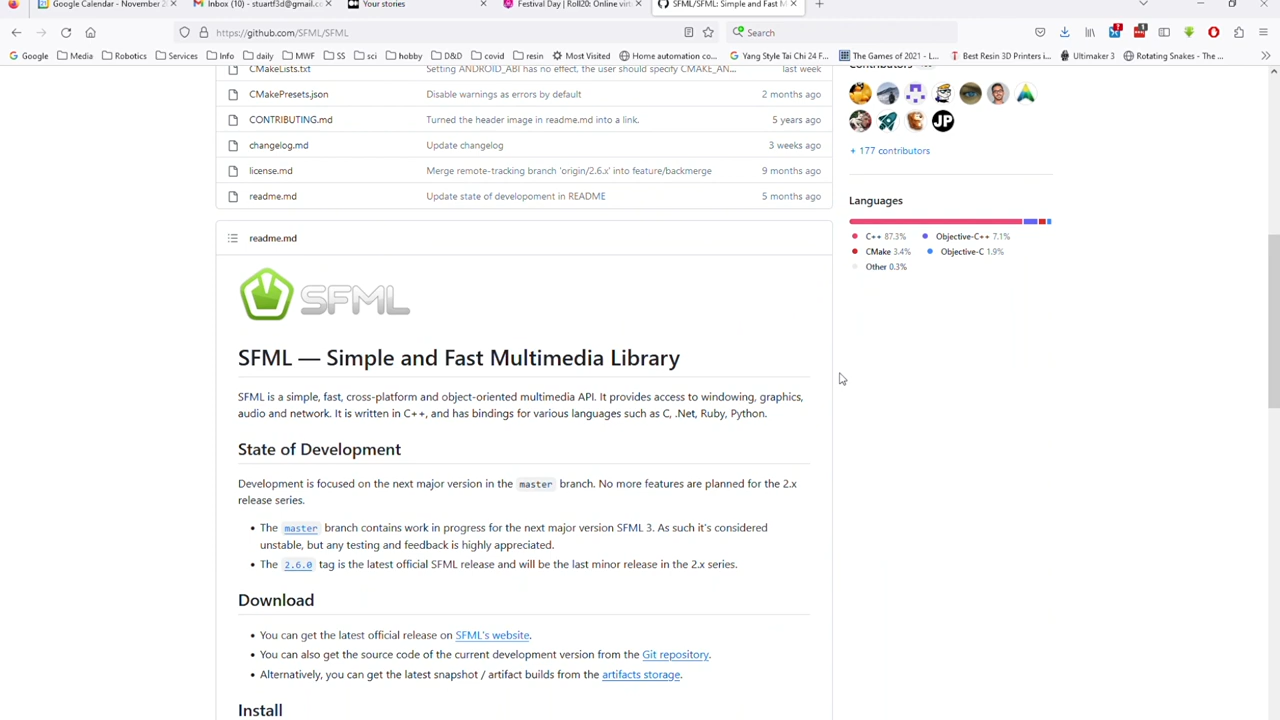 Google Calendar - November 2
Inbox (10) - stuartf3d@gmail.c
Your stories
Festival Day | Roll20: Online virt
SFML/SFML: Simple and Fast M
https://github.com/SFML/SFML
Search
Google
Media
Robotics
Services
Info
daily
MWF
SS
sci
hobby
D&D
covid
resin
Most Visited
Home automation co...
Yang Style Tai Chi 24 F...
The Games of 2021 - L...
Best Resin 3D Printers i...
Ultimaker 3
Rotating Snakes - The ...
CMakeLists.txt Setting ANDROID_ABI has no effect, the user should specify CMAKE_AN... last week
CMakePresets.json Disable warnings as errors by default 2 months ago
CONTRIBUTING.md Turned the header image in readme.md into a link. 5 years ago
changelog.md Update changelog 3 weeks ago
license.md Merge remote-tracking branch 'origin/2.6.x' into feature/backmerge 9 months ago
readme.md Update state of developoment in README 5 months ago
readme.md
SFML
SFML — Simple and Fast Multimedia Library
SFML is a simple, fast, cross-platform and object-oriented multimedia API. It provides access to windowing, graphics,
audio and network. It is written in C++, and has bindings for various languages such as C, .Net, Ruby, Python.
State of Development
Development is focused on the next major version in the master branch. No more features are planned for the 2.x
release series.
• The master branch contains work in progress for the next major version SFML 3. As such it's considered
unstable, but any testing and feedback is highly appreciated.
• The 2.6.0 tag is the latest official SFML release and will be the last minor release in the 2.x series.
Download
• You can get the latest official release on SFML's website.
• You can also get the source code of the current development version from the Git repository.
• Alternatively, you can get the latest snapshot / artifact builds from the artifacts storage.
Install
Contributors
JP
+ 177 contributors
Languages
C++ 87.3% Objective-C++ 7.1%
CMake 3.4% Objective-C 1.9%
Other 0.3%